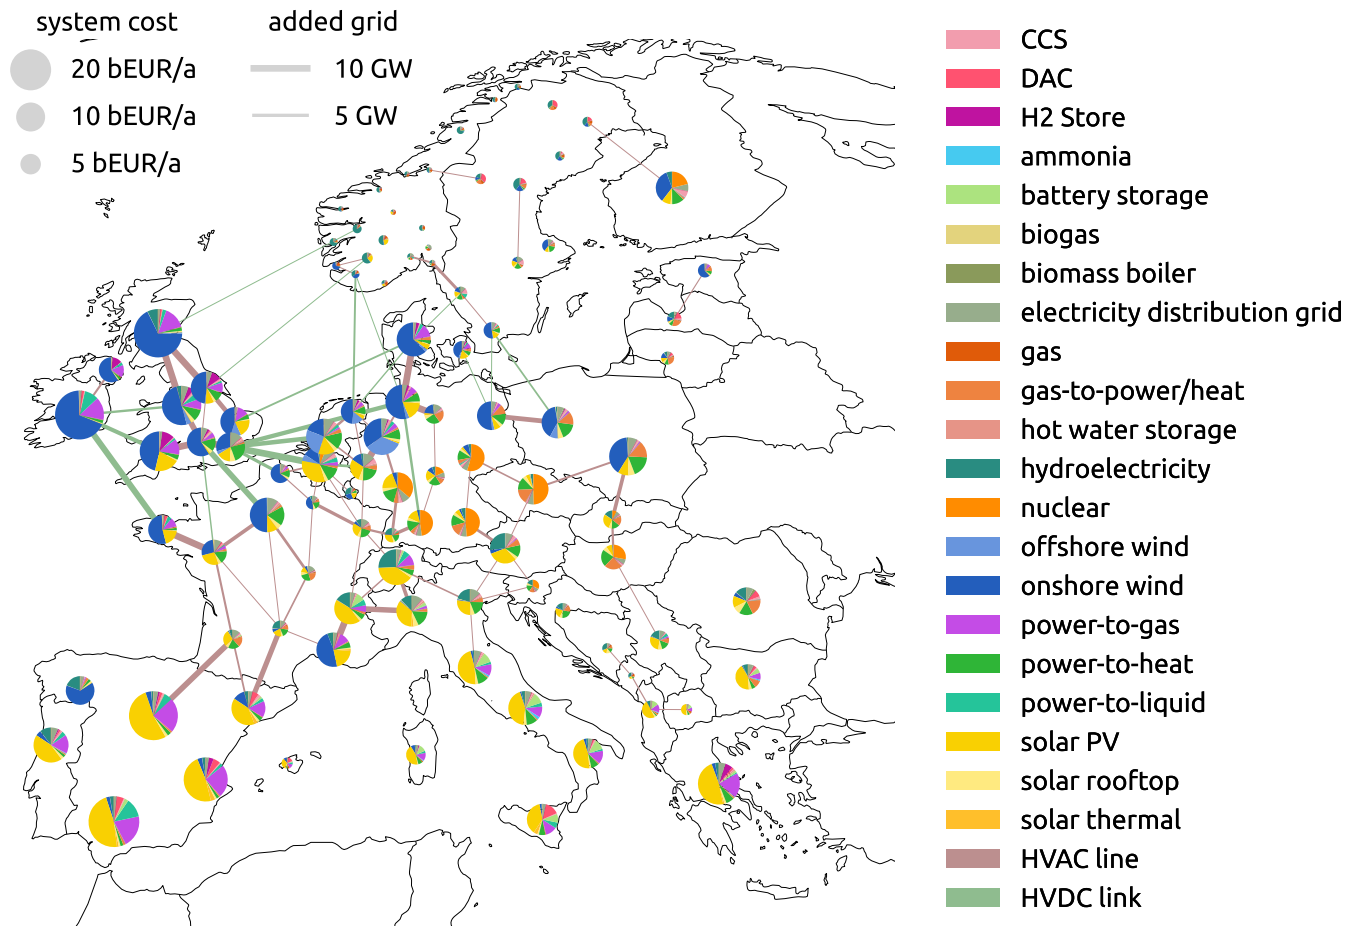 system cost
added grid
20 bEUR/a
10 GW
10 bEUR/a
5 GW
5 bEUR/a
CCS
DAC
H2 Store
ammonia
battery storage
biogas
biomass boiler
electricity distribution grid
gas
gas-to-power/heat
hot water storage
hydroelectricity
nuclear
offshore wind
onshore wind
power-to-gas
power-to-heat
power-to-liquid
solar PV
solar rooftop
solar thermal
HVAC line
HVDC link